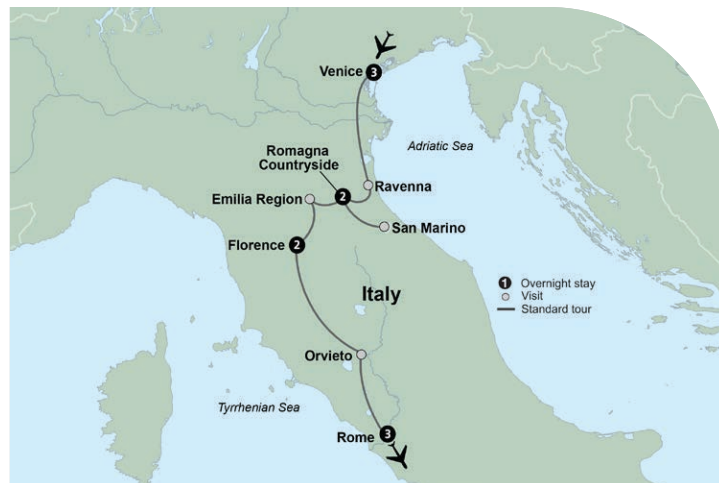 Venice 3
Adriatic Sea
Romagna
Countryside
2
Ravenna
Emilia Region
San Marino
Florence 2
Italy
1 Overnight stay
Visit
Standard tour
Orvieto
Tyrrhenian Sea
Rome 3